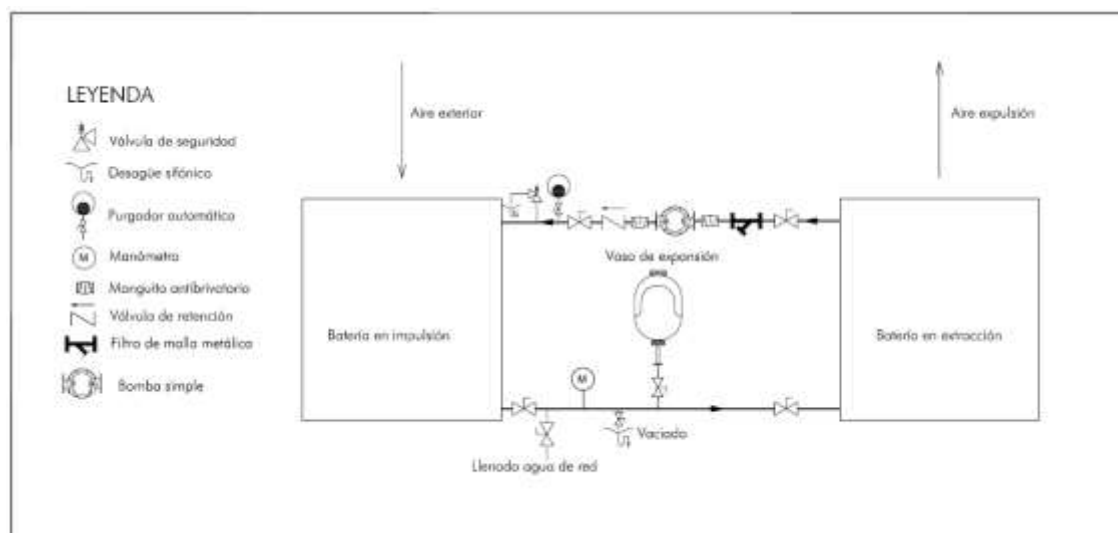 LEYENDA
Válvula de seguridad
Desagüe sifónico
Purgador automático
M
Manómetro
Manguito antibrivatorio
Válvula de retención
Filtro de malla metálica
Bomba simple
Aire exterior
Aire expulsión
Vaso de expansión
Batería en impulsión
Batería en extracción
M
Vaciado
Llenado agua de red